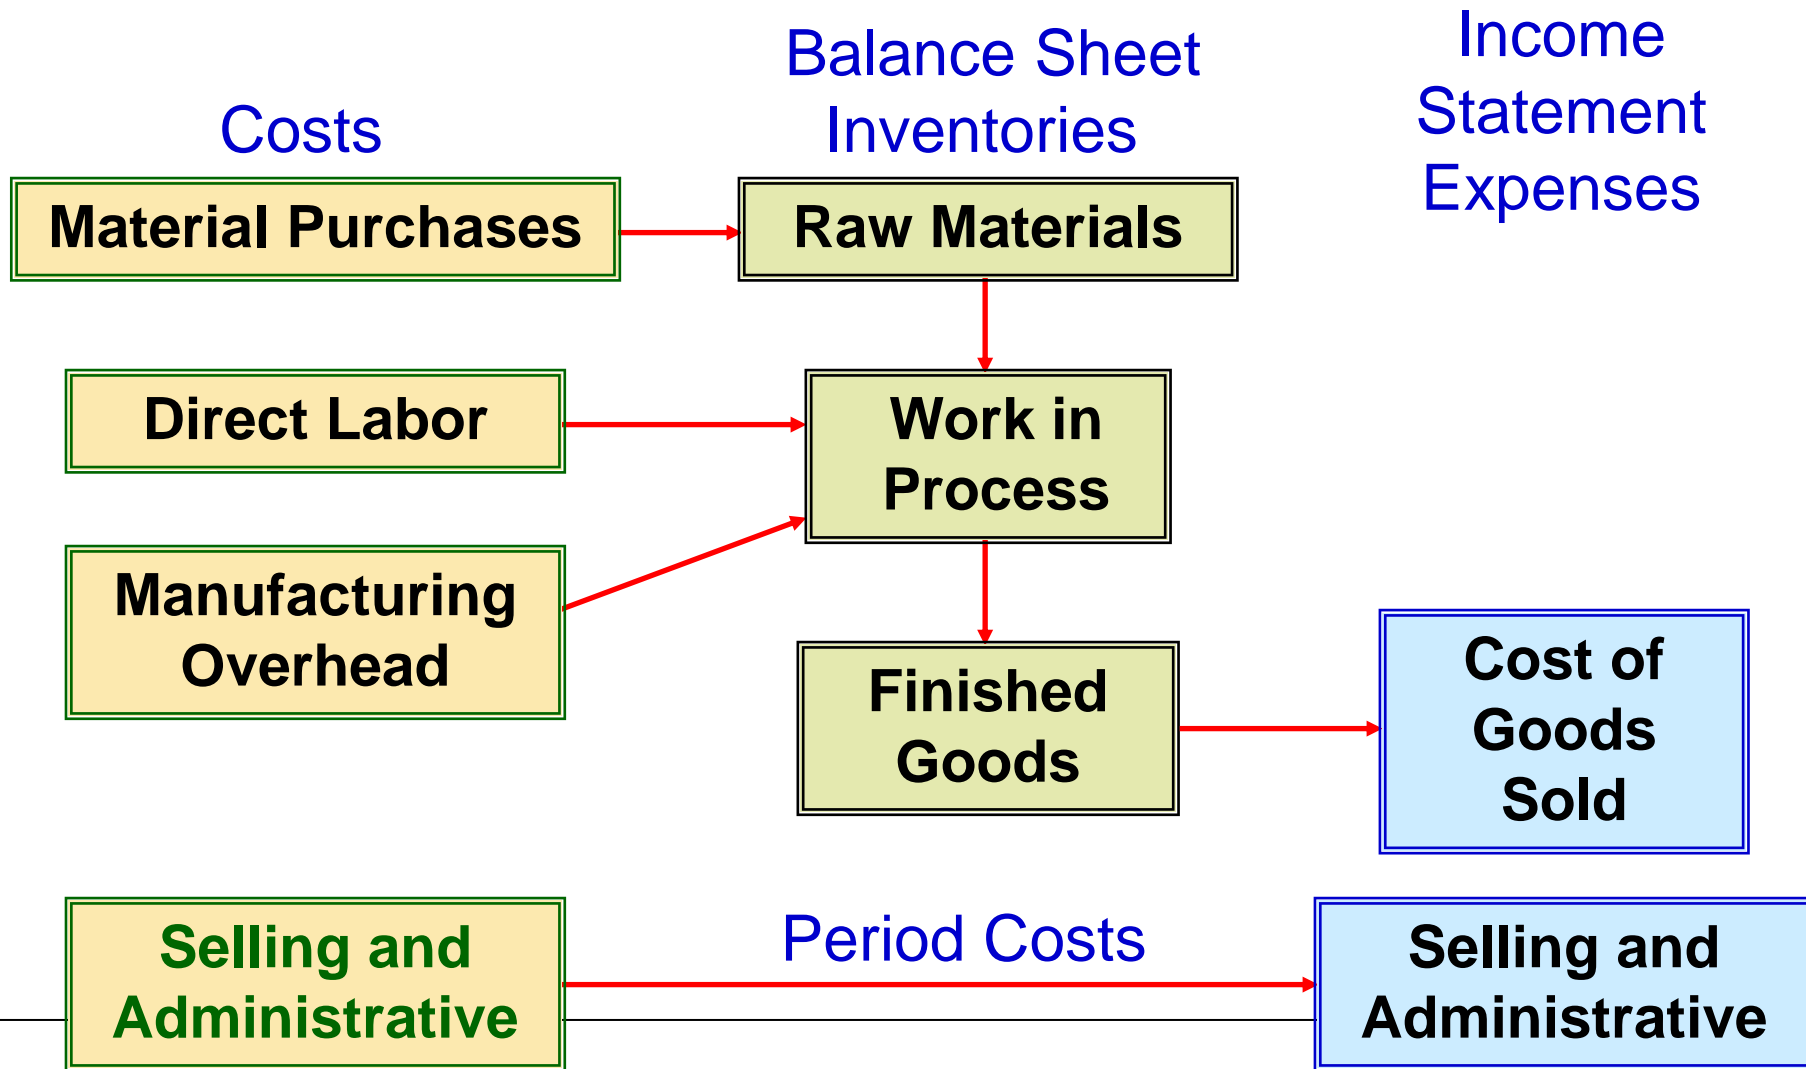 Costs
Balance Sheet
Inventories
Income
Statement
Expenses
Material Purchases
Raw Materials
Direct Labor
Work in
Process
Manufacturing
Overhead
Finished
Goods
Cost of
Goods
Sold
Selling and
Administrative
Period Costs
Selling and
Administrative